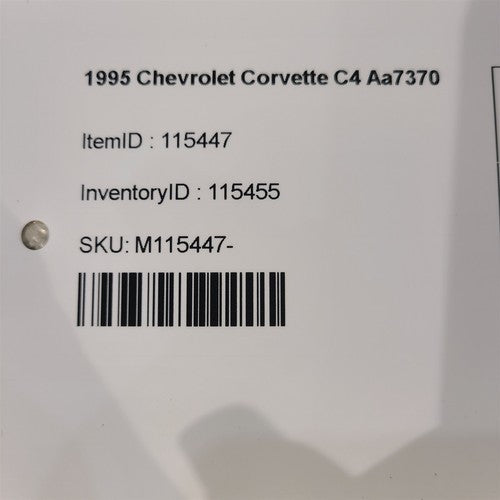 1995 Chevrolet Corvette C4 Aa7370
ItemID : 115447
InventoryID : 115455
SKU: M115447-